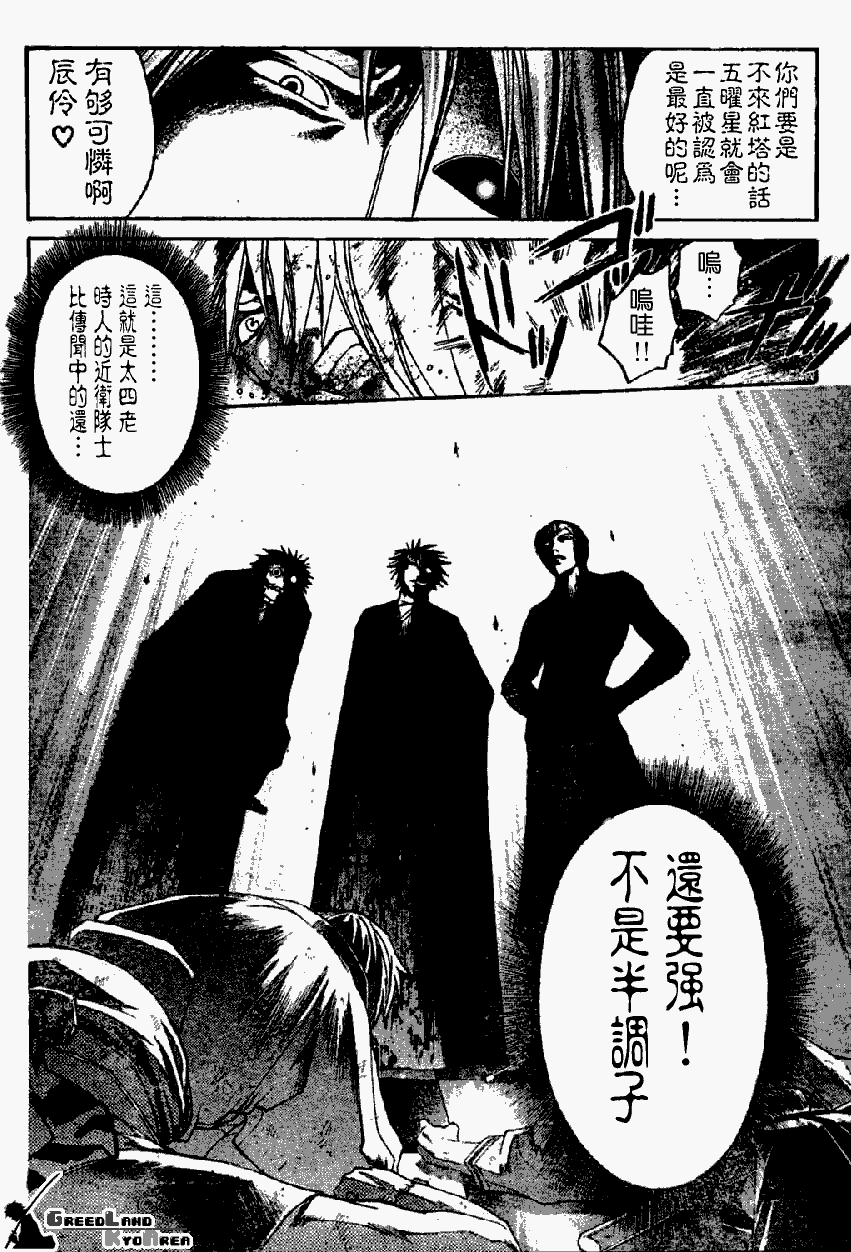 你們要是
不來紅塔的話
五曜星就會
一直被認爲
是最好的呢…
有够可憐啊
辰伶♡
嗚…
嗚哇!!
這………
這就是太四老
時人的近衛隊士
比傳聞中的還…
還要强！
不是半調子
GREEDLAND
KYOAREA